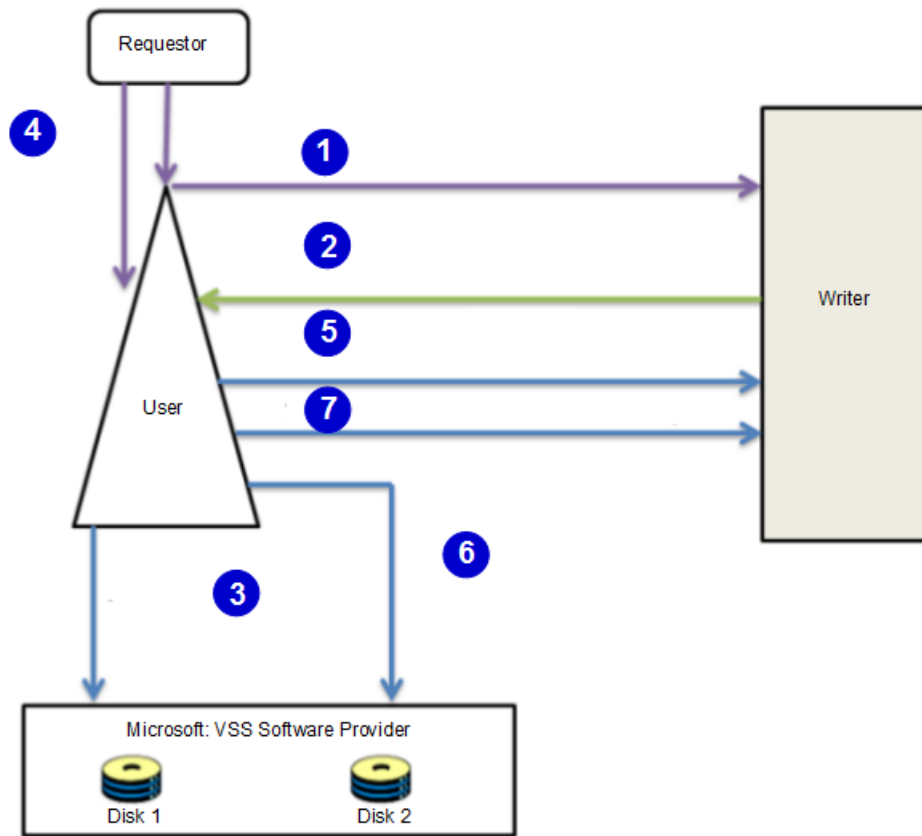 Requestor
4
1
2
Writer
5
User
7
6
3
Microsoft: VSS Software Provider
Disk 1
Disk 2